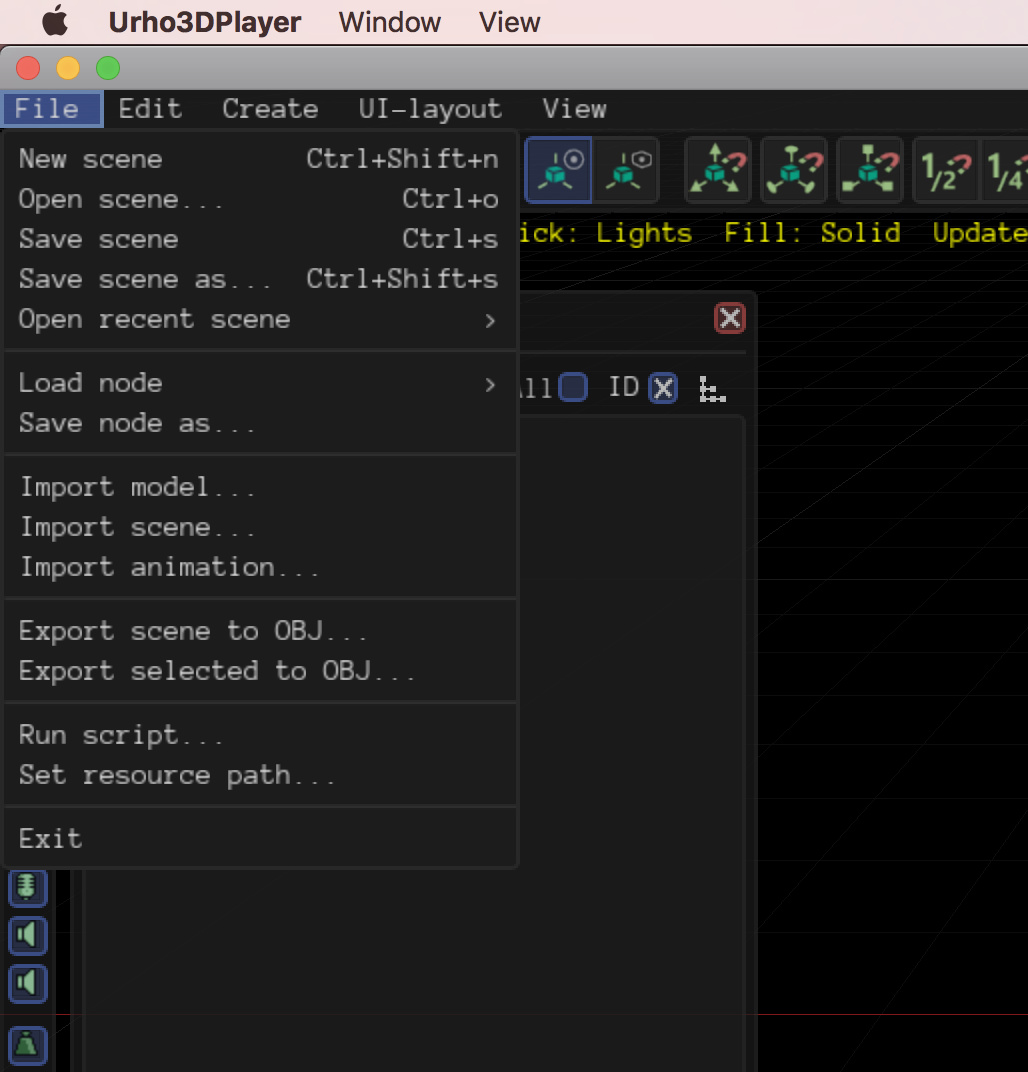 Urho3DPlayer Window View
File Edit Create UI-layout View
New scene Ctrl+Shift+n
Open scene... Ctrl+o
Save scene Ctrl+s
Save scene as... Ctrl+Shift+s
Open recent scene >
Load node >
Save node as...
Import model...
Import scene...
Import animation...
Export scene to OBJ...
Export selected to OBJ...
Run script...
Set resource path...
Exit
1/2 1/4
ick: Lights Fill: Solid Update
ll ID